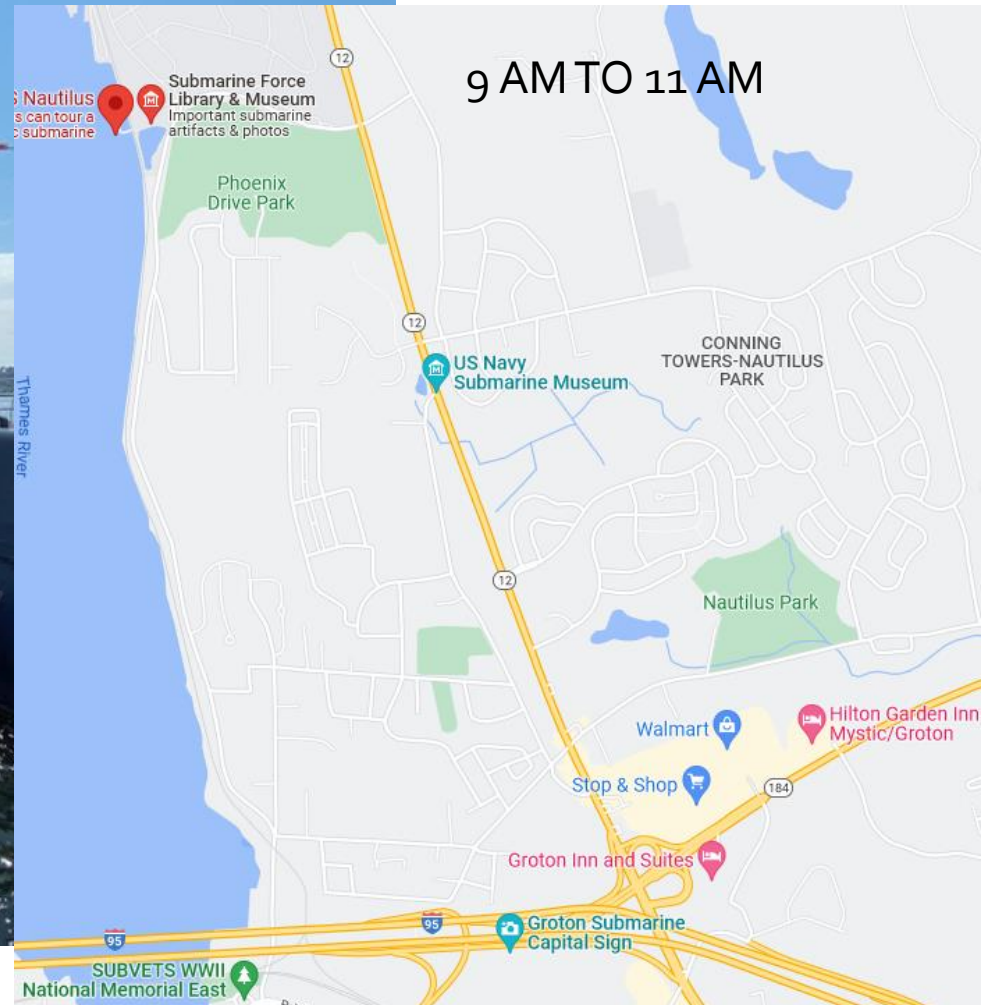 9 AM TO 11 AM
12
S Nautilus
s can tour a
c submarine
Submarine Force
Library & Museum
Important submarine
artifacts & photos
Phoenix
Drive Park
12
US Navy
Submarine Museum
CONNING
TOWERS-NAUTILUS
PARK
Thames River
12
Nautilus Park
Walmart
Hilton Garden Inn
Mystic/Groton
Stop & Shop
184
Groton Inn and Suites
95
95
Groton Submarine
Capital Sign
SUBVETS WWII
National Memorial East